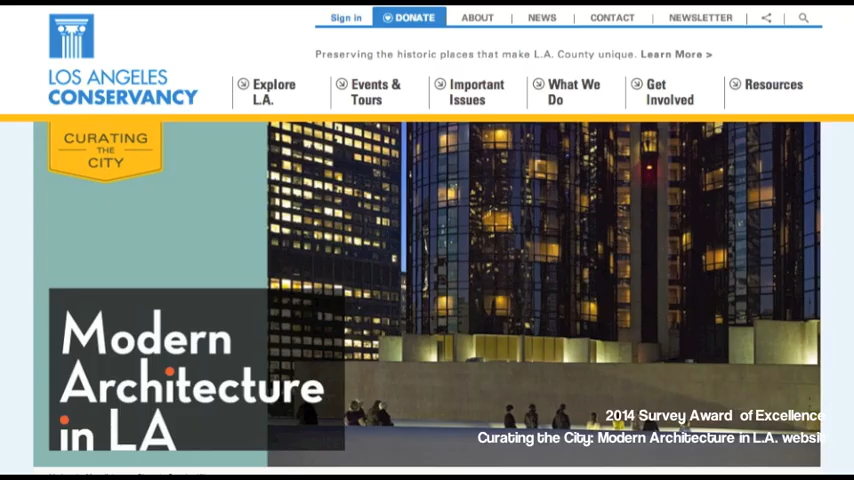 Sign in
DONATE
ABOUT
NEWS
CONTACT
NEWSLETTER
Preserving the historic places that make L.A. County unique. Learn More >
LOS ANGELES
CONSERVANCY
Explore
L.A.
Events &
Tours
Important
Issues
What We
Do
Get
Involved
Resources
CURATING
THE
CITY
Modern
Architecture
in LA
2014 Survey Award of Excellence
Curating the City: Modern Architecture in L.A. websi